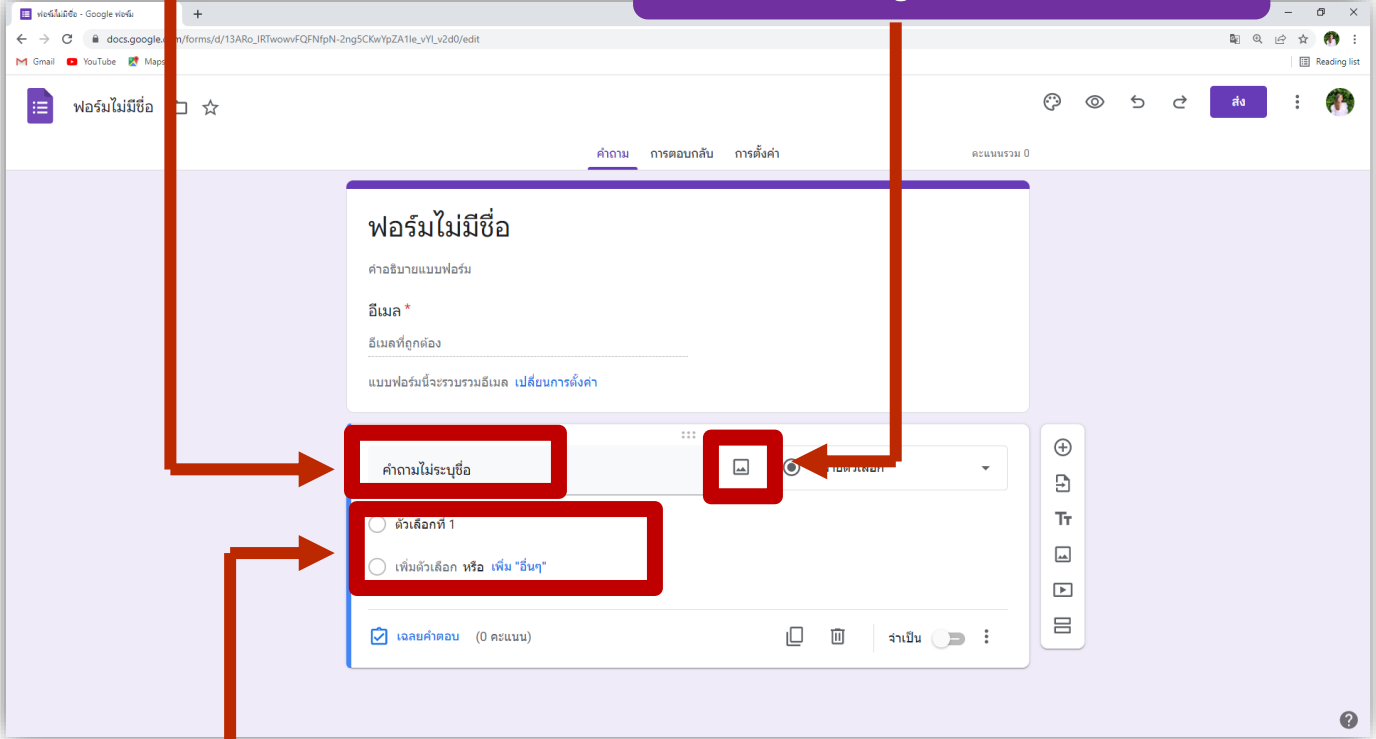 ฟอร์มไม่มีชื่อ - Google ฟอร์ม
docs.google.
m/forms/d/13ARo_IRTwowvFQFNfpN-2ng5CKwYpZA1Ie_vYI_v2d0/edit
Gmail YouTube Maps Reading list
ฟอร์มไม่มีชื่อ ส่ง
คำถาม การตอบกลับ การตั้งค่า คะแนนรวม 0
ฟอร์มไม่มีชื่อ
คำอธิบายแบบฟอร์ม
อีเมล *
อีเมลที่ถูกต้อง
แบบฟอร์มนี้จะรวบรวมอีเมล เปลี่ยนการตั้งค่า
คำถามไม่ระบุชื่อ
ตัวเลือกที่ 1
เพิ่มตัวเลือก หรือ เพิ่ม "อื่นๆ"
เฉลยคำตอบ (0 คะแนน) จำเป็น